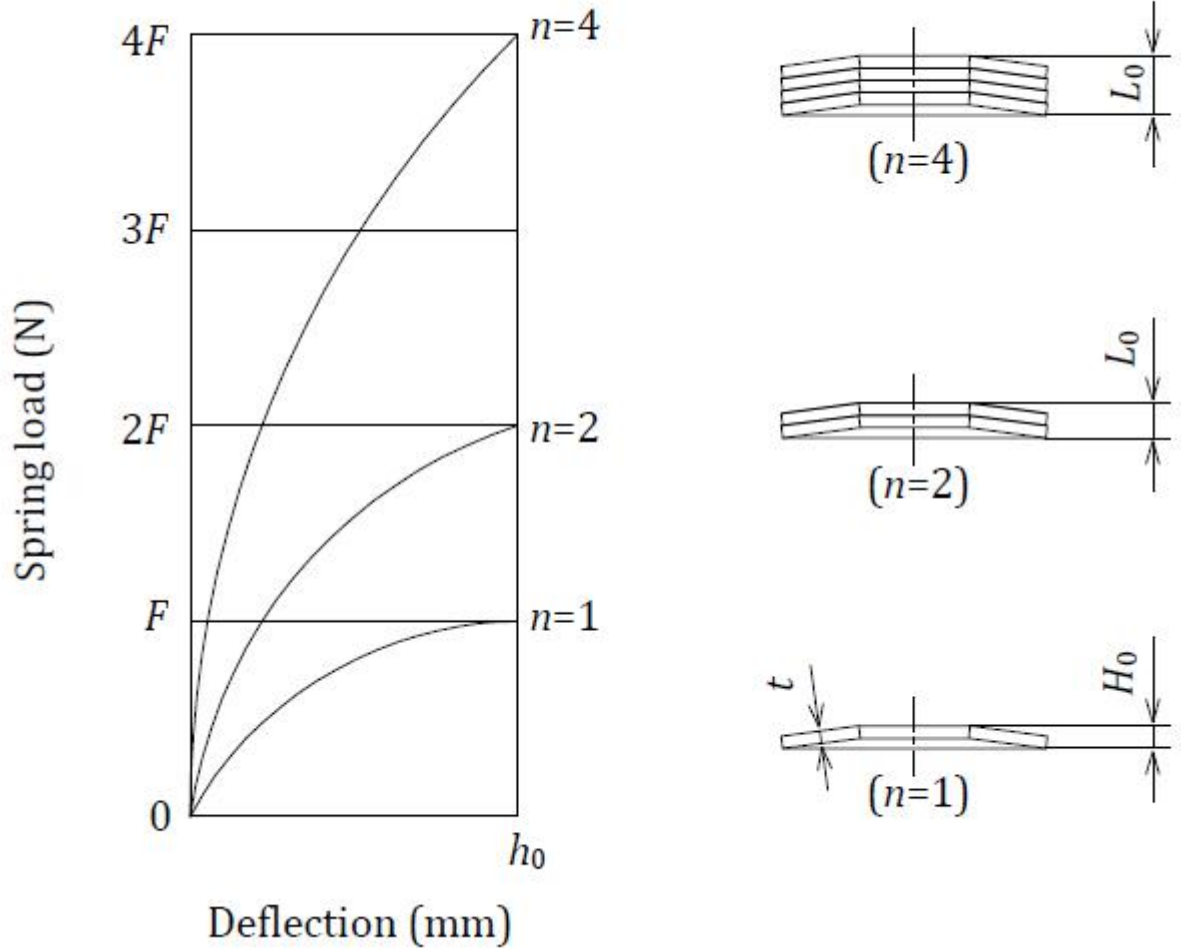 Spring load (N)
4F
3F
2F
F
0
n=4
n=2
n=1
h₀
Deflection (mm)
L₀
(n=4)
L₀
(n=2)
t
H₀
(n=1)